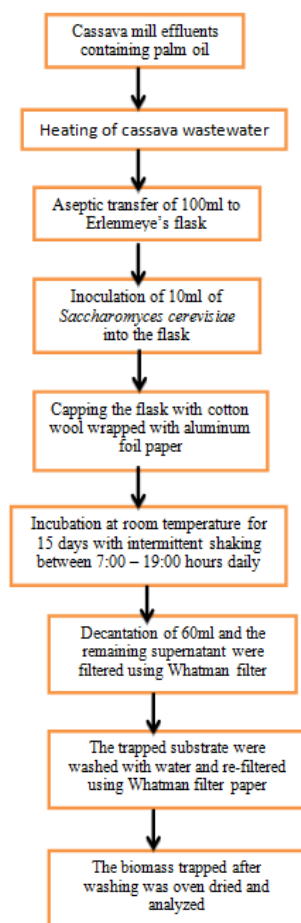 Cassava mill effluents
containing palm oil
Heating of cassava wastewater
Aseptic transfer of 100ml to
Erlenmeye's flask
Inoculation of 10ml of
Saccharomyces cerevisiae
into the flask
Capping the flask with cotton
wool wrapped with aluminum
foil paper
Incubation at room temperature for
15 days with intermittent shaking
between 7:00 – 19:00 hours daily
Decantation of 60ml and the
remaining supernatant were
filtered using Whatman filter
The trapped substrate were
washed with water and re-filtered
using Whatman filter paper
The biomass trapped after
washing was oven dried and
analyzed